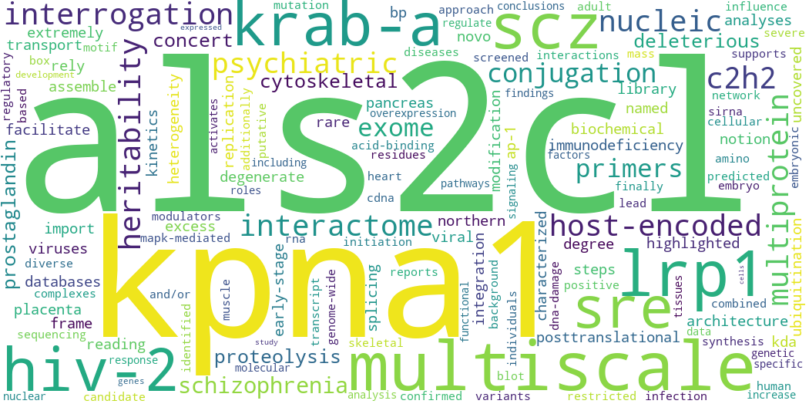 interrogation krab-a scz nucleic
mutation bp approach conclusions adult influence
extremely concert novo regulate analyses severe
transport motif expressed psychiatric diseases deleterious
box rely screened interactions mass supports
development assemble heritability cytoskeletal conjugation c2h2
regulatory based als2cl library network uncovered
facilitate kinetics heterogeneity replication additionally putative
activates rare pancreas overexpression findings named sirna
exome acid-binding residues modification ap-1 biochemical cellular
immunodeficiency notion embryonic
prostaglandin degenerate including heart factors primers amino
roles cdna pathways signaling finally lead predicted embryo
import modulators excess interactome northern host-encoded multiprotein
viruses mapk-mediated rna initiation viral degree highlighted
diverse databases and/or kpna1 integration background characterized lrp1
complexes placenta muscle early-stage splicing reports steps
frame genome-wide transcript functional individuals dna-damage positive tissues cells
sequencing reading identified skeletal sre combined ubiquitination
response study proteolysis multiscale posttranslational kda architecture
hiv-2 molecular variants data synthesis genetic
genes schizophrenia blot specific
nuclear candidate analysis confirmed restricted infection human increase